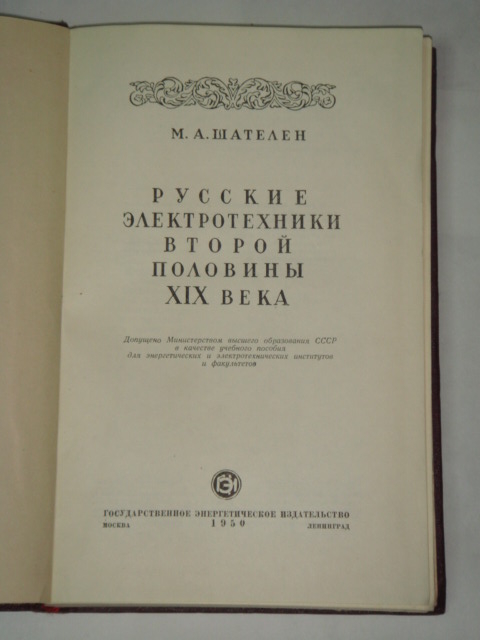 М. А. ШАТЕЛЕН
РУССКИЕ
ЭЛЕКТРОТЕХНИКИ
ВТОРОЙ
ПОЛОВИНЫ
XIX ВЕКА
Допущено Министерством высшего образования СССР
в качестве учебного пособия
для энергетических и электротехнических институтов
и факультетов
ГОСУДАРСТВЕННОЕ ЭНЕРГЕТИЧЕСКОЕ ИЗДАТЕЛЬСТВО
МОСКВА 1950 ЛЕНИНГРАД